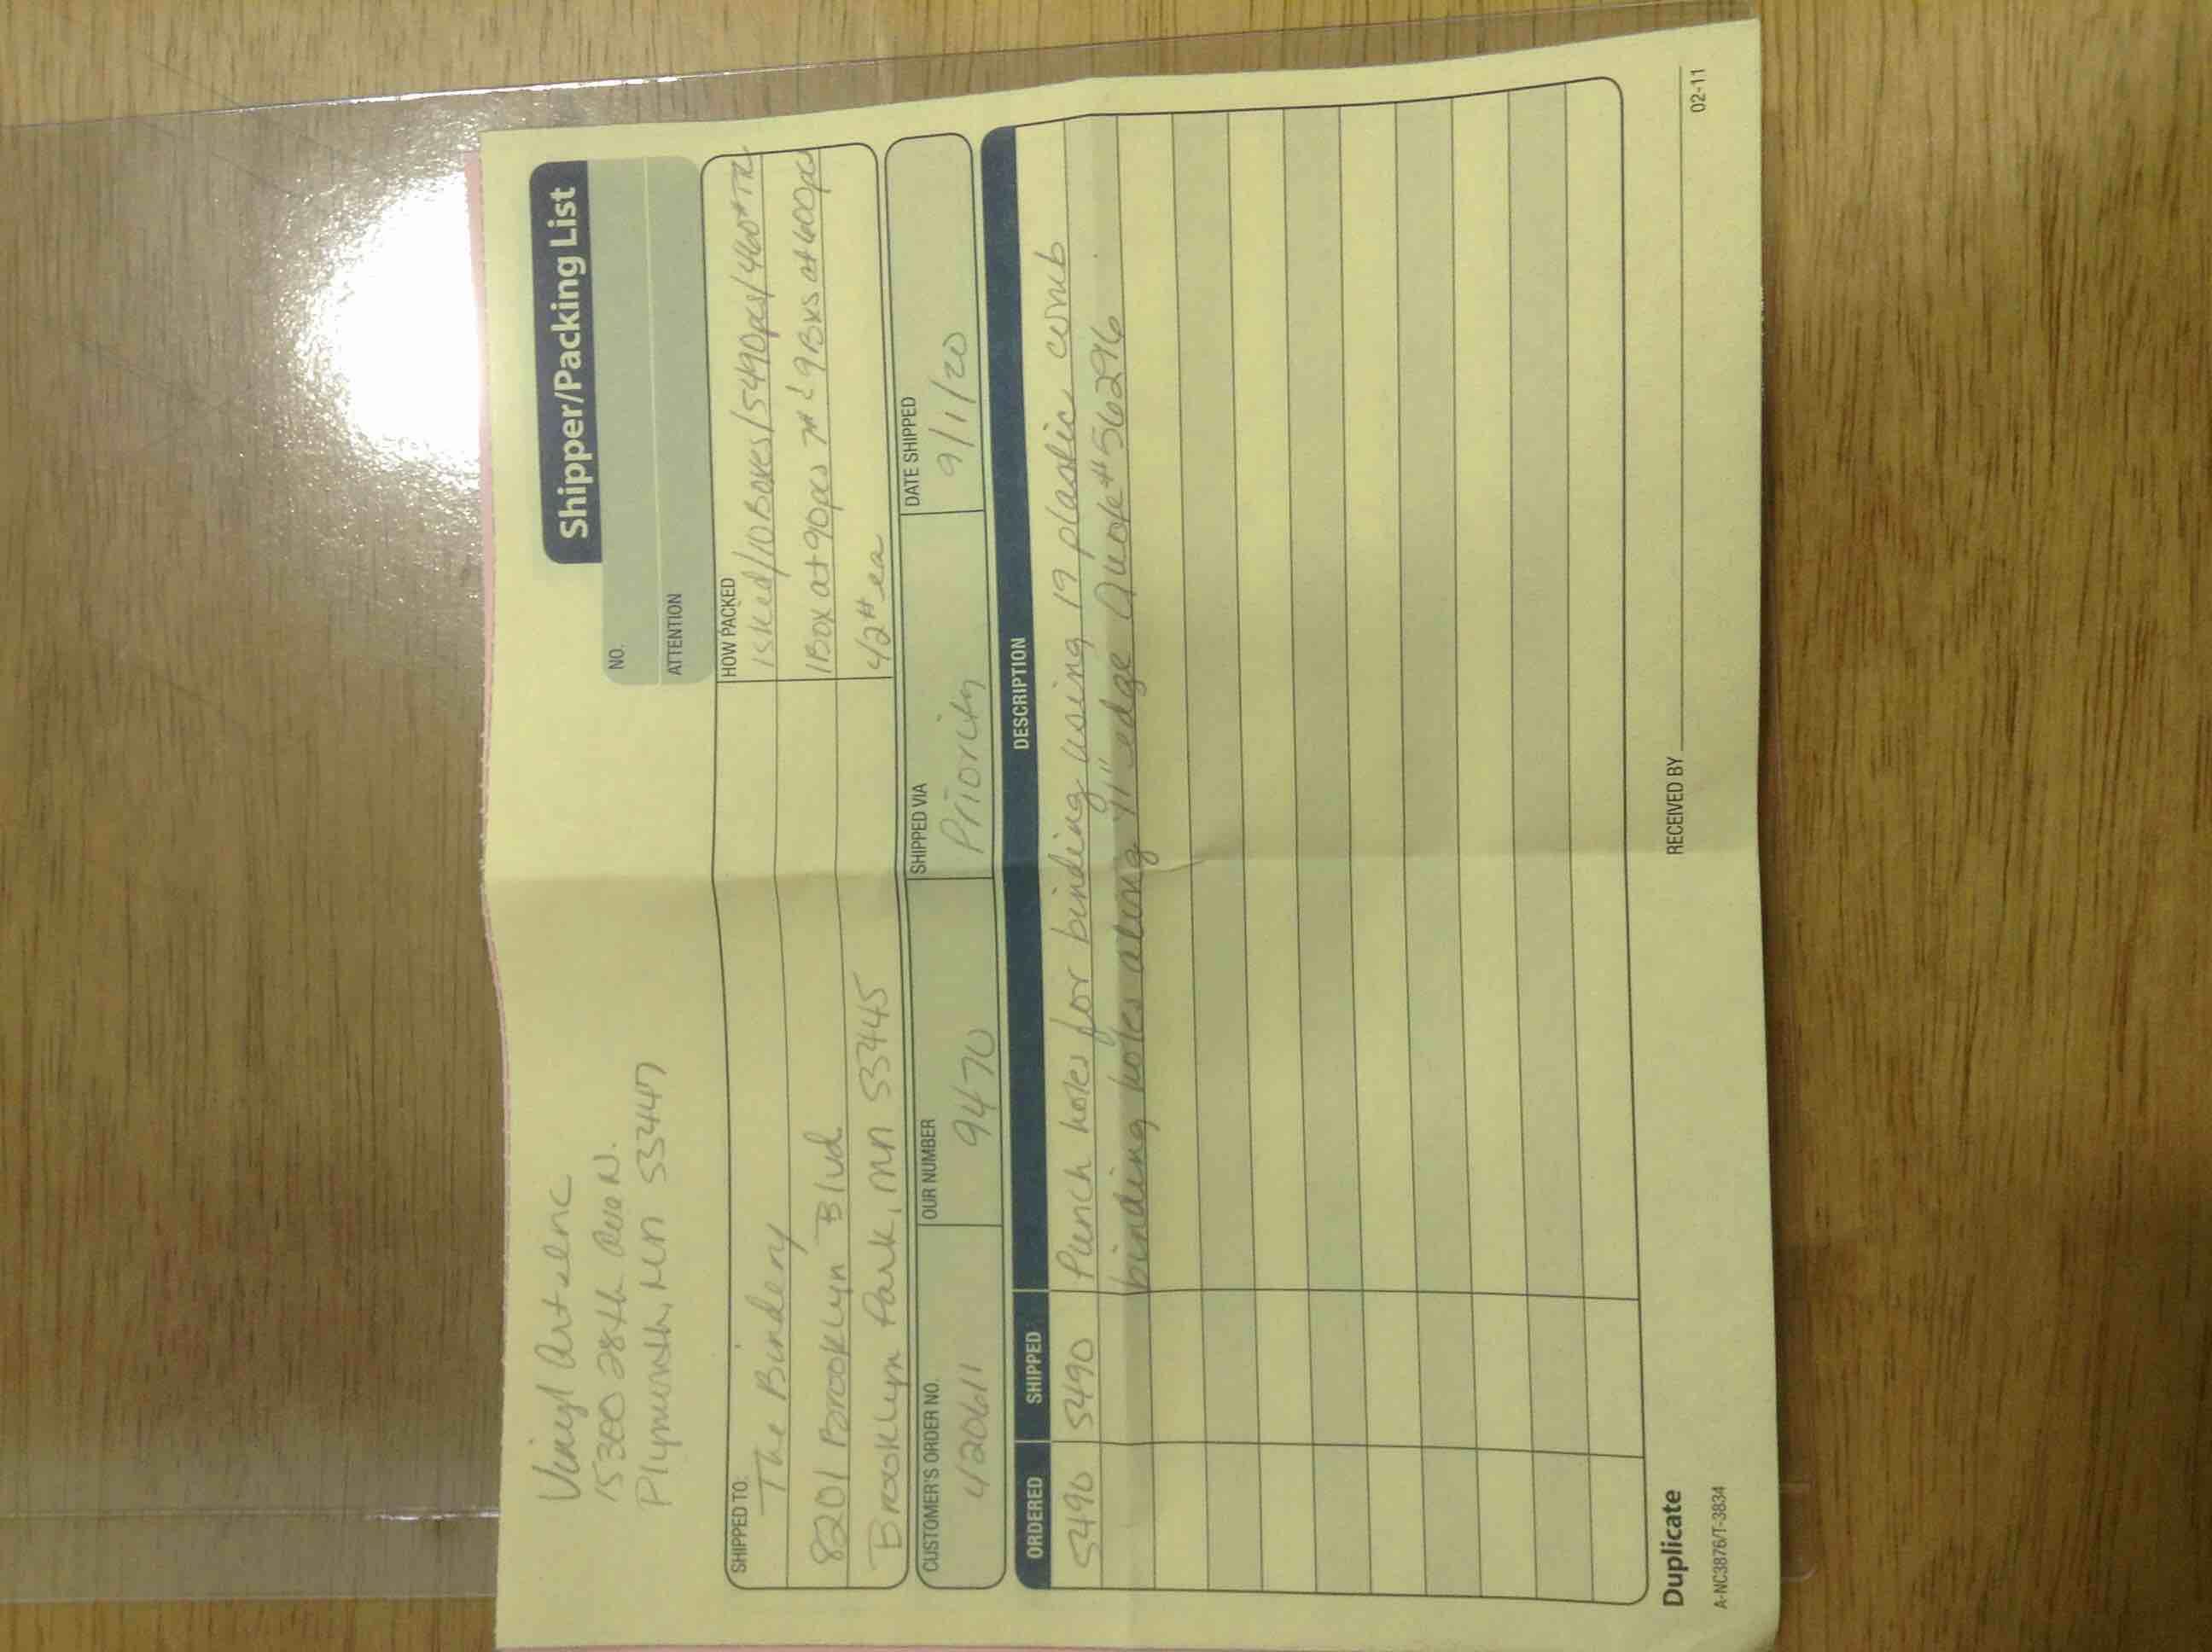 Vinyl Art Inc
15300 28th Ave N.
Plymouth, MN 55447
Shipper/Packing List
NO.
ATTENTION
SHIPPED TO:
The Bindery
8201 Brooklyn Blvd
Brooklyn Park, MN 55445
HOW PACKED
1 Skid/10 Boxes/5490pcs/460#
1 Box at 90pcs 7# & 9 Bxs at 600pcs
42# ea
CUSTOMER'S ORDER NO.
420611
OUR NUMBER
9470
SHIPPED VIA
Priority
DATE SHIPPED
9/1/20
ORDERED SHIPPED DESCRIPTION
5490 5490 Punch holes for binding using 19 plastic comb
binding holes along 11" edge Quote# 56296
Duplicate
A-NC3876/T-3834
RECEIVED BY
02-11